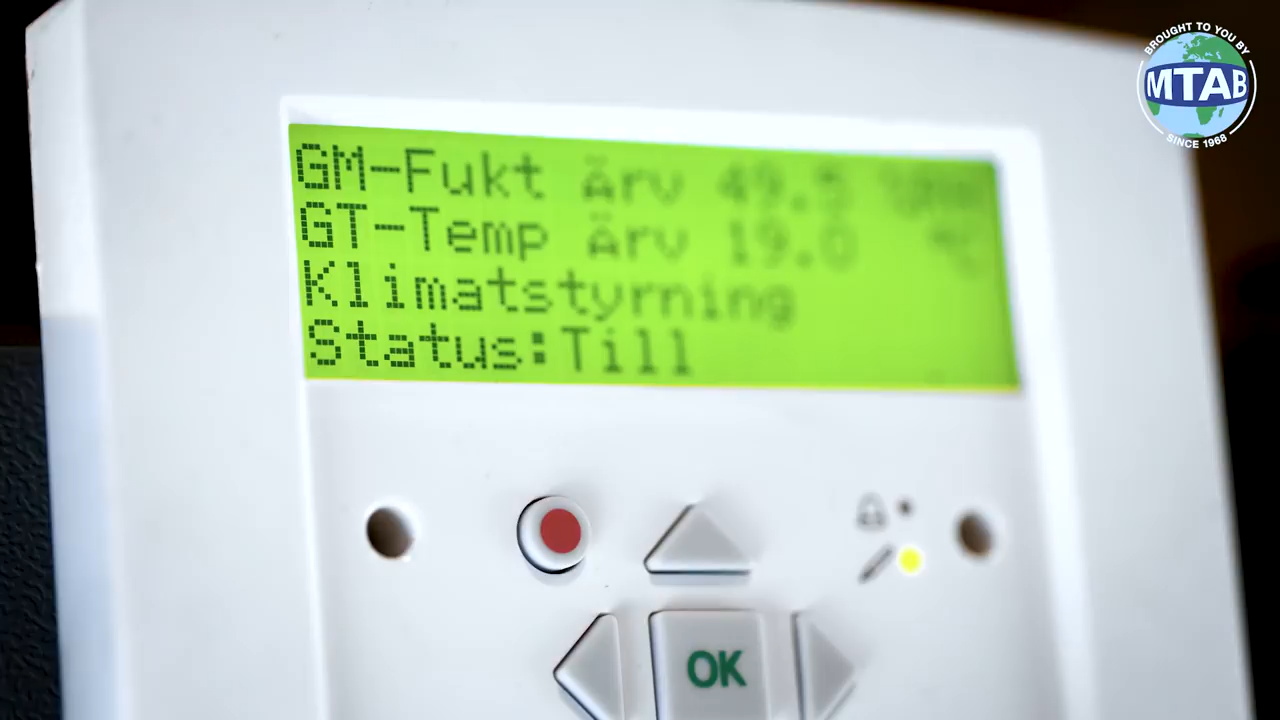 BROUGHT TO YOU BY
MTAB
SINCE 1968
GM-Fukt Ärv 49.5 %RH
GT-Temp Ärv 19.0 °C
Klimatstyrning
Status:Till
OK